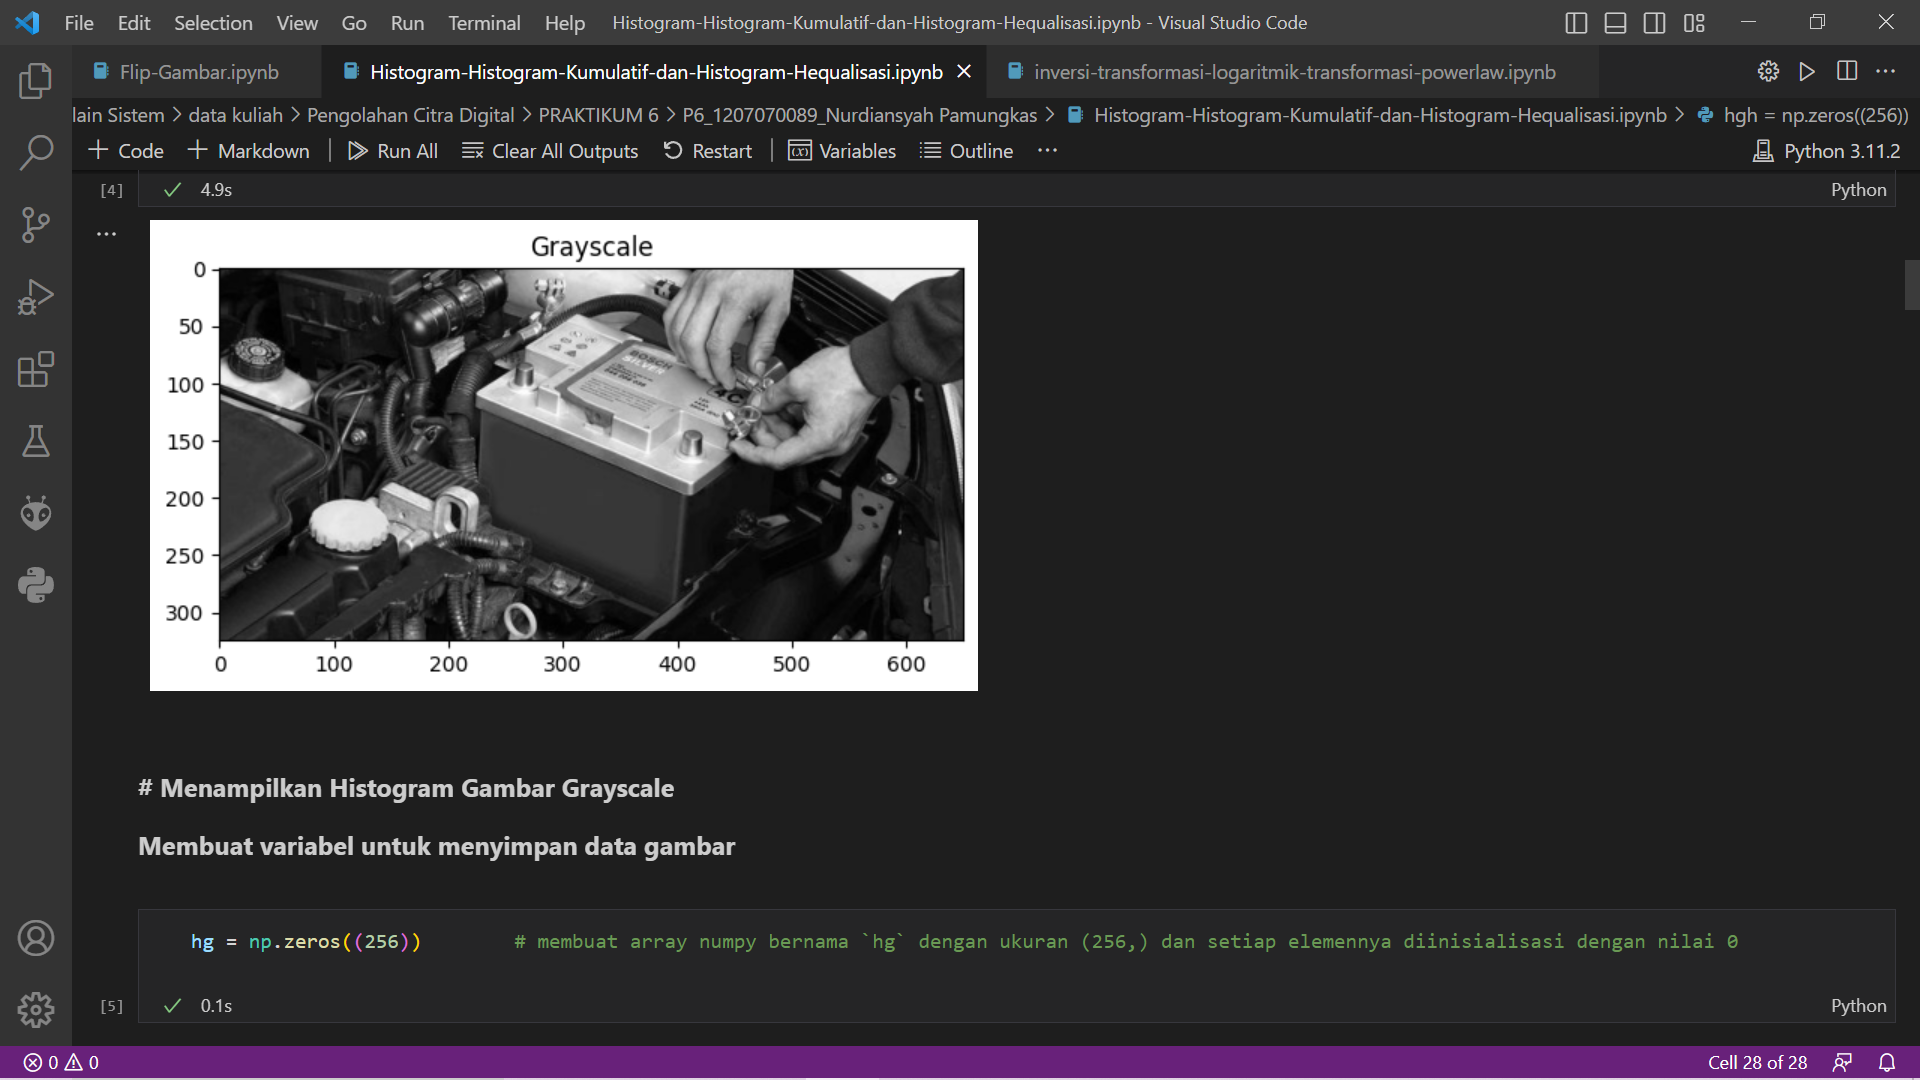 File Edit Selection View Go Run Terminal Help Histogram-Histogram-Kumulatif-dan-Histogram-Hequalisasi.ipynb - Visual Studio Code
Flip-Gambar.ipynb Histogram-Histogram-Kumulatif-dan-Histogram-Hequalisasi.ipynb inversi-transformasi-logaritmik-transformasi-powerlaw.ipynb
lain Sistem > data kuliah > Pengolahan Citra Digital > PRAKTIKUM 6 > P6_1207070089_Nurdiansyah Pamungkas > Histogram-Histogram-Kumulatif-dan-Histogram-Hequalisasi.ipynb > hgh = np.zeros((256))
+ Code + Markdown Run All Clear All Outputs Restart Variables Outline ··· Python 3.11.2
[4] 4.9s Python
Grayscale
0
50
100
150
200
250
300
0 100 200 300 400 500 600
BOSCH
SILVER
4C
# Menampilkan Histogram Gambar Grayscale
Membuat variabel untuk menyimpan data gambar
hg = np.zeros((256)) # membuat array numpy bernama `hg` dengan ukuran (256,) dan setiap elemennya diinisialisasi dengan nilai 0
[5] 0.1s Python
0 0 Cell 28 of 28